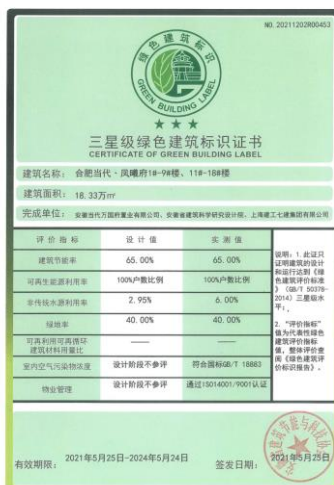 NO. 20211202R00453
绿色建筑标识
GREEN BUILDING LABEL
三星级绿色建筑标识证书
CERTIFICATE OF GREEN BUILDING LABEL
建筑名称：合肥当代·凤曦府1#-9#楼、11#-18#楼
建筑面积：18.33万㎡
完成单位：安徽当代万国府置业有限公司、安徽省建筑科学研究设计院、上海建工七建集团有限公司
评价指标 设计值 实测值
建筑节能率 65.00% 65.00%
可再生能源利用率 100%户数比例 100%户数比例
非传统水源利用率 2.95% 6.00%
绿地率 40.00% 40.00%
可再利用可再循环建筑材料用量比 —— ——
室内空气污染物浓度 设计阶段不参评 符合国标GB/T 18883
物业管理 设计阶段不参评 通过ISO14001/9001认证
说明：1.此证只
证明建筑的设计
和运行达到《绿
色建筑评价标准
》（GB/T 50378-
2014）三星级水
平；
2.“评价指标”
值为代表性绿色
建筑评价指标
值，整体评价查
阅《绿色建筑评
价标识报告》。
有效期限：2021年5月25日-2024年5月24日
签发日期：2021年5月25日